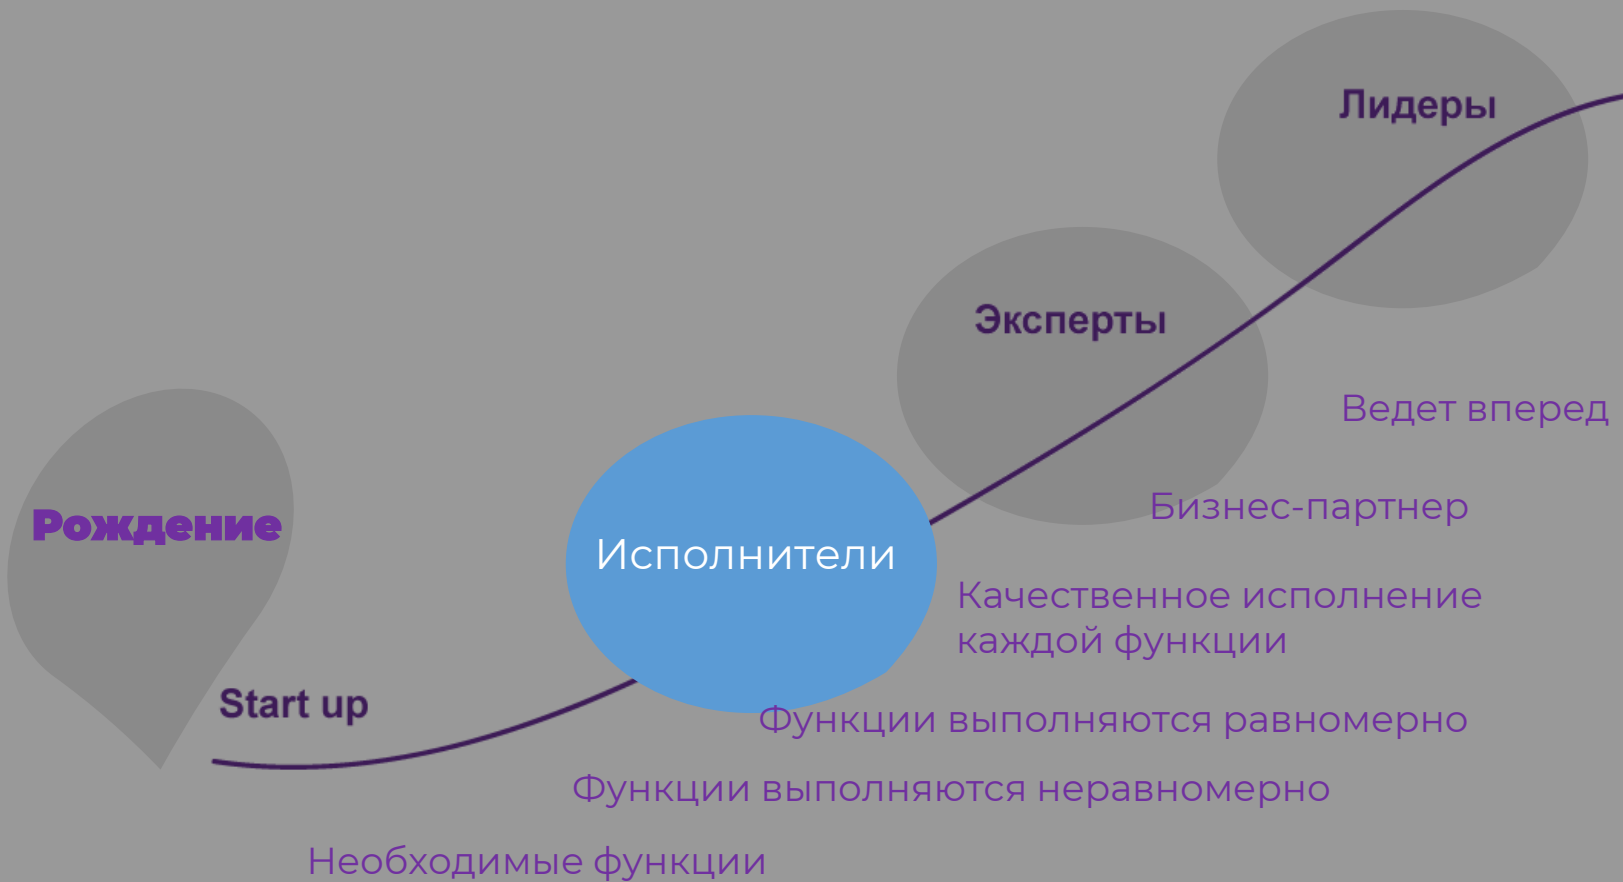 Лидеры
Эксперты
Ведет вперед
Бизнес-партнер
Рождение
Исполнители
Качественное исполнение
каждой функции
Start up
Функции выполняются равномерно
Функции выполняются неравномерно
Необходимые функции